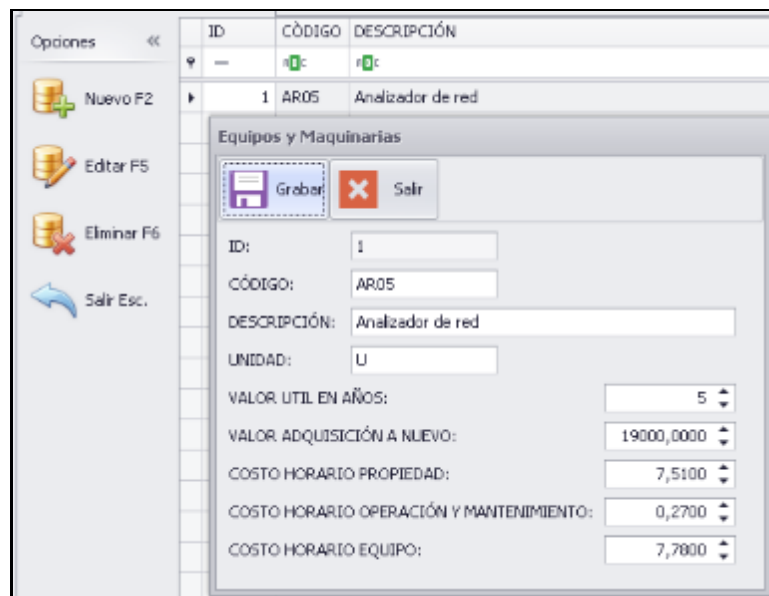 Opciones «
ID CÒDIGO DESCRIPCIÓN
Nuevo F2
1 AR05 Analizador de red
Equipos y Maquinarias
Editar F5
Grabar Salir
Eliminar F6
ID: 1
CÓDIGO: AR05
Salir Esc.
DESCRIPCIÓN: Analizador de red
UNIDAD: U
VALOR UTIL EN AÑOS: 5
VALOR ADQUISICIÓN A NUEVO: 19000,0000
COSTO HORARIO PROPIEDAD: 7,5100
COSTO HORARIO OPERACIÓN Y MANTENIMIENTO: 0,2700
COSTO HORARIO EQUIPO: 7,7800